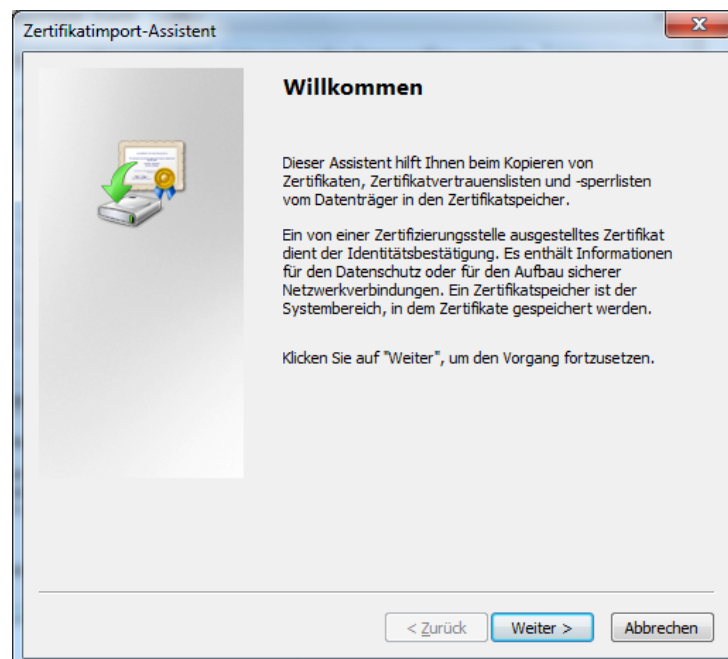 Zertifikatimport-Assistent
Willkommen
Dieser Assistent hilft Ihnen beim Kopieren von
Zertifikaten, Zertifikatvertrauenslisten und -sperrlisten
vom Datenträger in den Zertifikatspeicher.
Ein von einer Zertifizierungsstelle ausgestelltes Zertifikat
dient der Identitätsbestätigung. Es enthält Informationen
für den Datenschutz oder für den Aufbau sicherer
Netzwerkverbindungen. Ein Zertifikatspeicher ist der
Systembereich, in dem Zertifikate gespeichert werden.
Klicken Sie auf "Weiter", um den Vorgang fortzusetzen.
< Zurück Weiter > Abbrechen